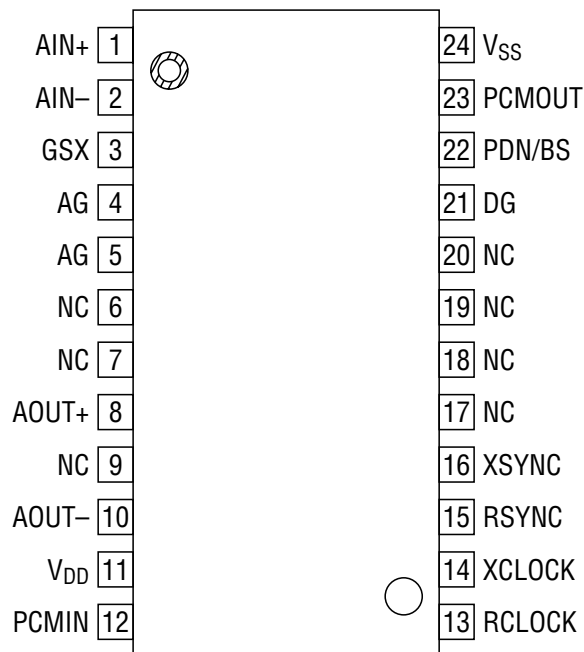 AIN+ 1 24 VSS
AIN– 2 23 PCMOUT
GSX 3 22 PDN/BS
AG 4 21 DG
AG 5 20 NC
NC 6 19 NC
NC 7 18 NC
AOUT+ 8 17 NC
NC 9 16 XSYNC
AOUT– 10 15 RSYNC
VDD 11 14 XCLOCK
PCMIN 12 13 RCLOCK